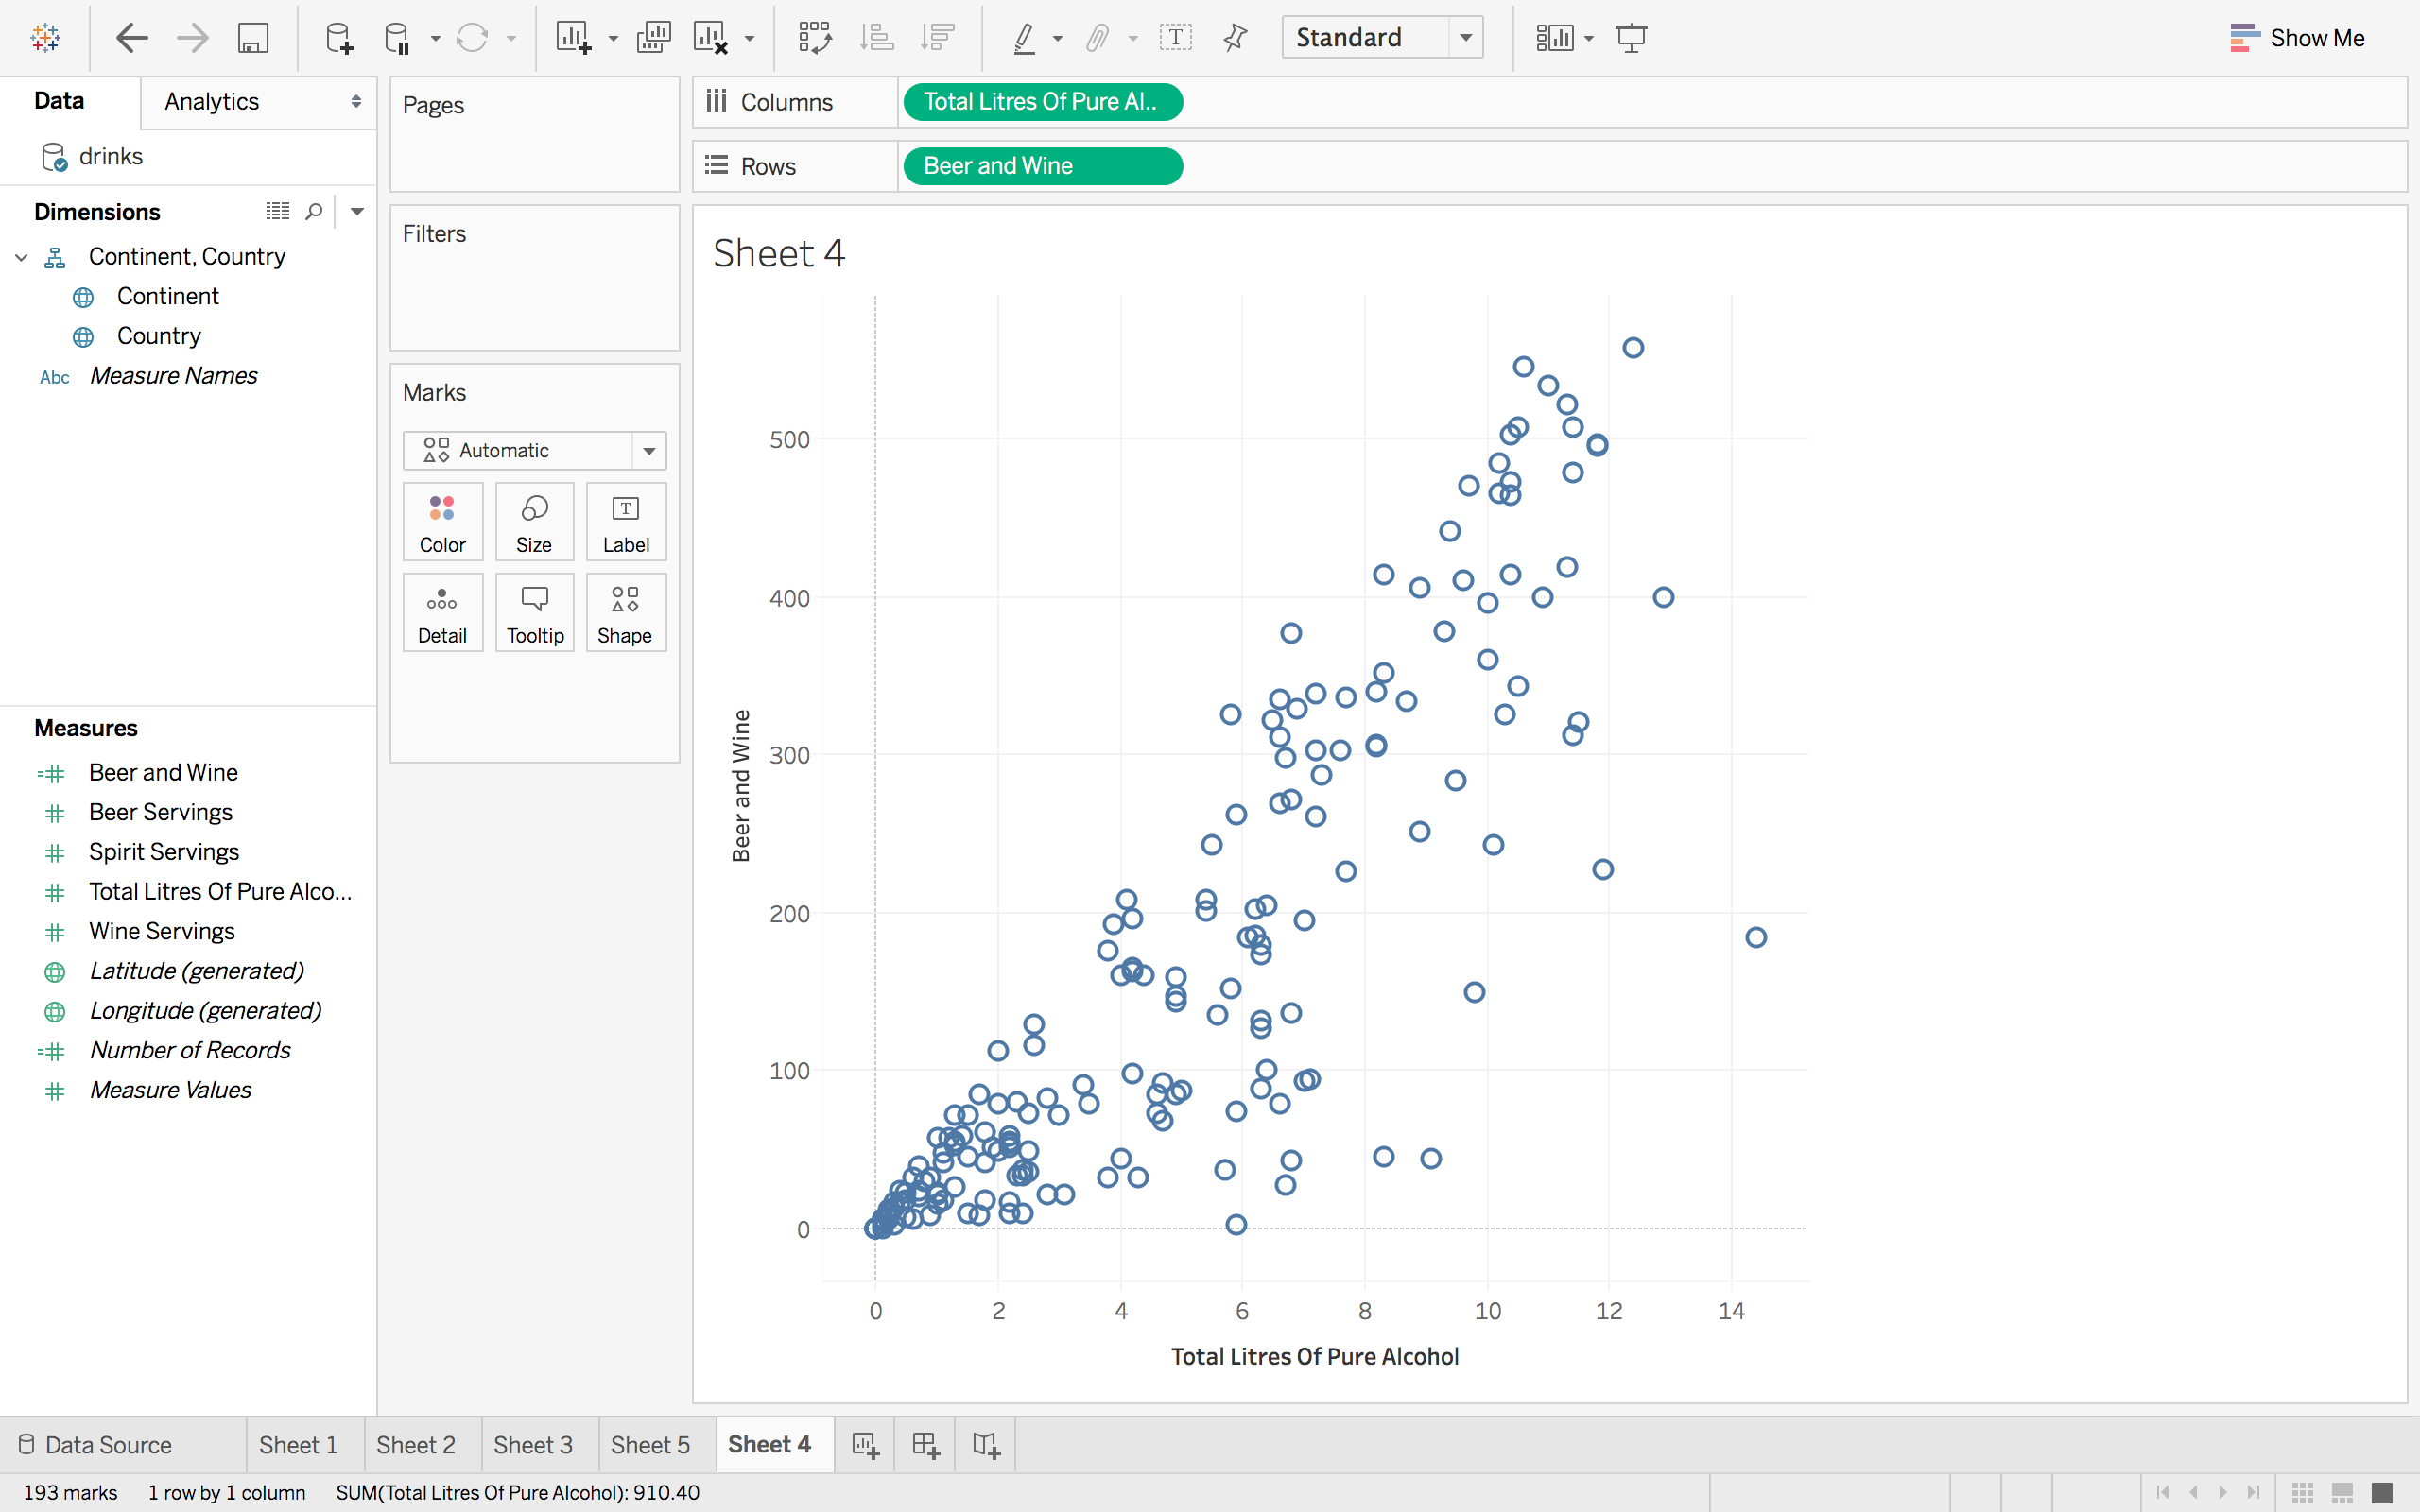 Standard
Show Me
Data
Analytics
drinks
Dimensions
Continent, Country
Continent
Country
Abc Measure Names
Measures
Beer and Wine
Beer Servings
Spirit Servings
Total Litres Of Pure Alco...
Wine Servings
Latitude (generated)
Longitude (generated)
Number of Records
Measure Values
Pages
Filters
Marks
Automatic
Color Size Label
Detail Tooltip Shape
Columns Total Litres Of Pure Al..
Rows Beer and Wine
Sheet 4
Beer and Wine
500
400
300
200
100
0
0 2 4 6 8 10 12 14
Total Litres Of Pure Alcohol
Data Source Sheet 1 Sheet 2 Sheet 3 Sheet 5 Sheet 4
193 marks 1 row by 1 column SUM(Total Litres Of Pure Alcohol): 910.40